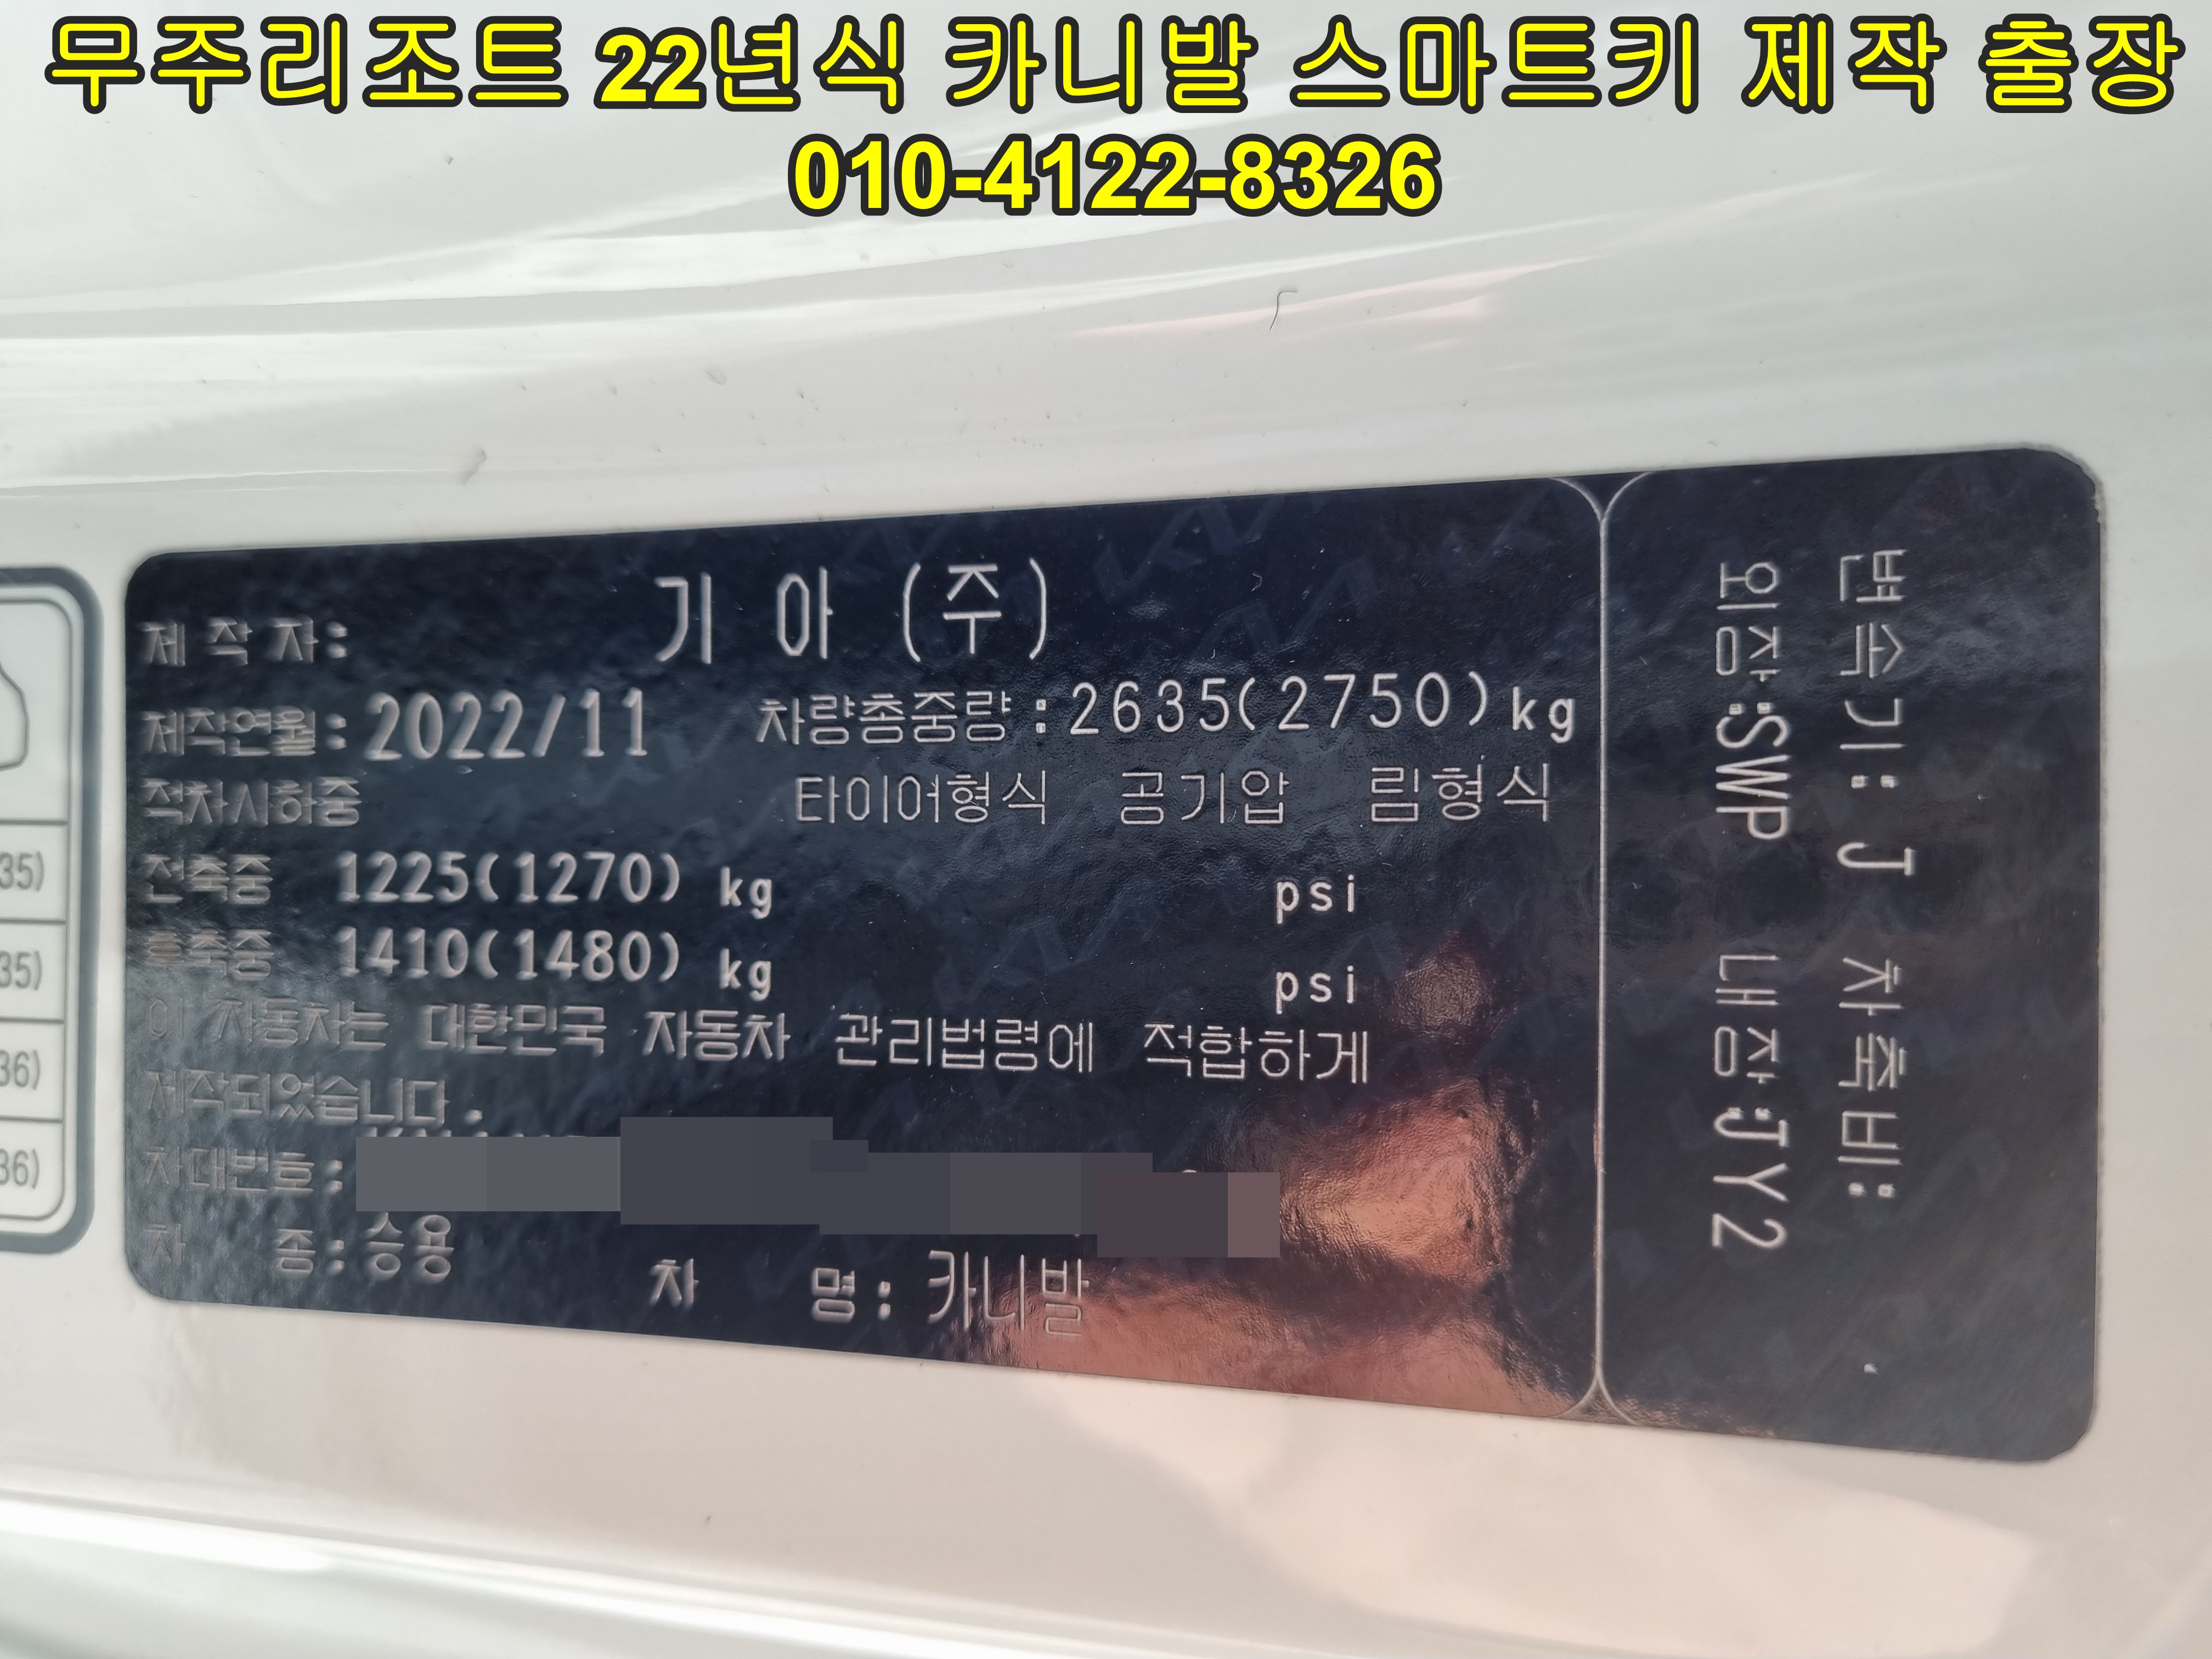 무주리조트 22년식 카니발 스마트키 제작 출장
010-4122-8326
제 작 자: 기 아 (주)
제작연월: 2022/11 차량총중량: 2635(2750)kg
적차시하중 타이어형식 공기압 림형식
전축중 1225(1270) kg psi
후축중 1410(1480) kg psi
이 자동차는 대한민국 자동차 관리법령에 적합하게
제작되었습니다.
차대번호:
차 종: 승용 차 명: 카니발
변속기: J 차축비:
외장:SWP 내장:JY2
35)
35)
36)
36)